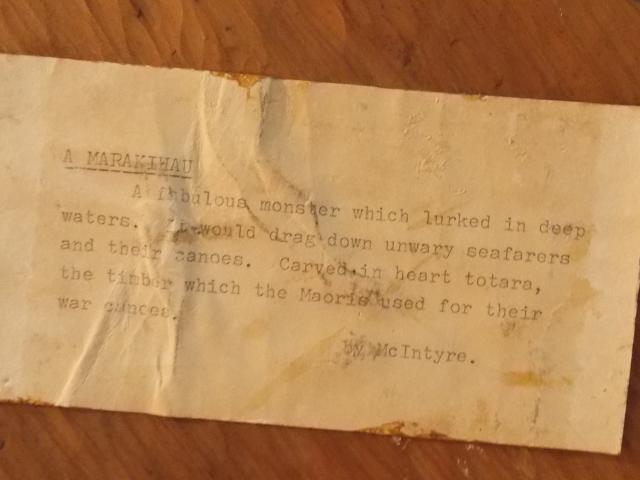 A MARAKIHAU
A fabulous monster which lurked in deep
waters. It would drag down unwary seafarers
and their canoes. Carved in heart totara,
the timber which the Maoris used for their
war canoes.
by McIntyre.